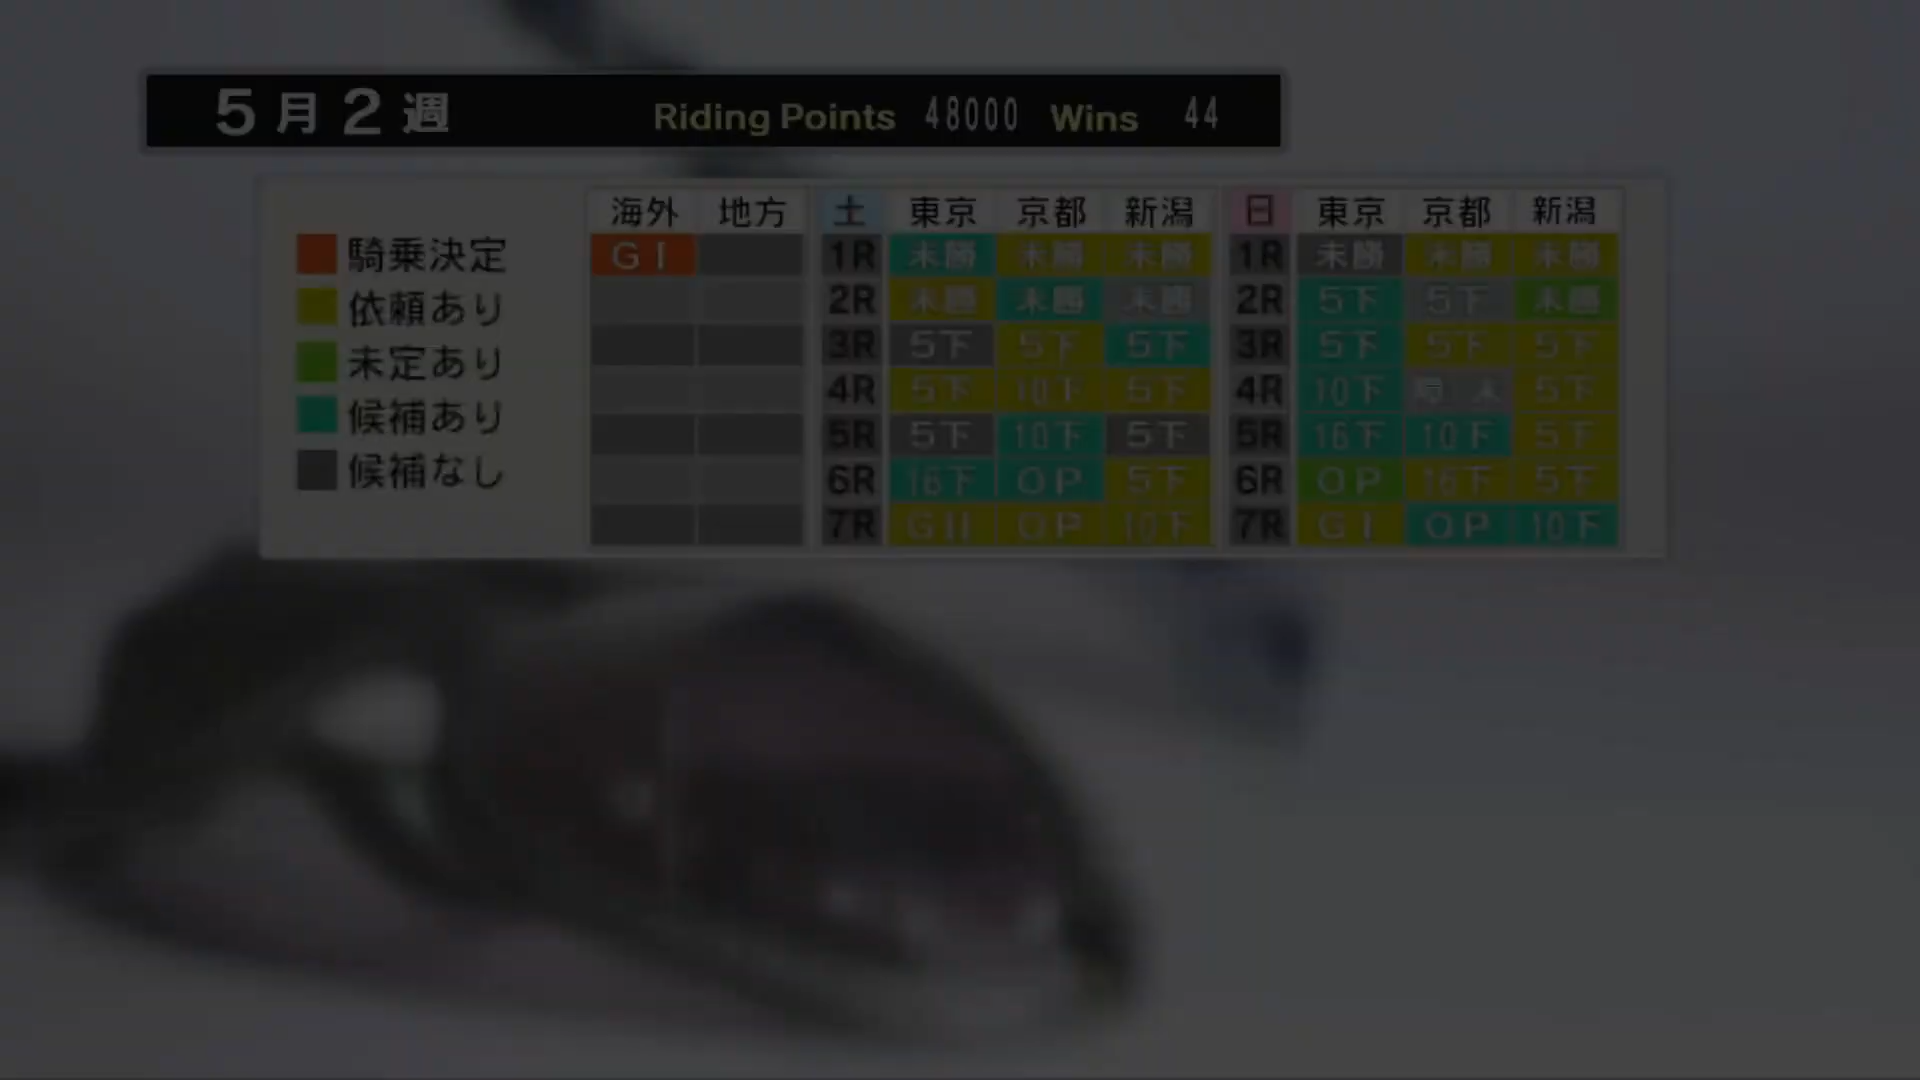 5月2週 Riding Points 48000 Wins 44
海外 地方 土 東京 京都 新潟 日 東京 京都 新潟
騎乗決定 GⅠ 1R 未勝 未勝 未勝 1R 未勝 未勝 未勝
依頼あり 2R 未勝 未勝 未勝 2R 5下 5下 未勝
未定あり 3R 5下 5下 5下 3R 5下 5下 5下
4R 5下 10下 5下 4R 10下 未 5下
候補あり 5R 5下 10下 5下 5R 16下 10下 5下
候補なし 6R 16下 OP 5下 6R OP 16下 5下
7R GⅡ OP 10下 7R GⅠ OP 10下